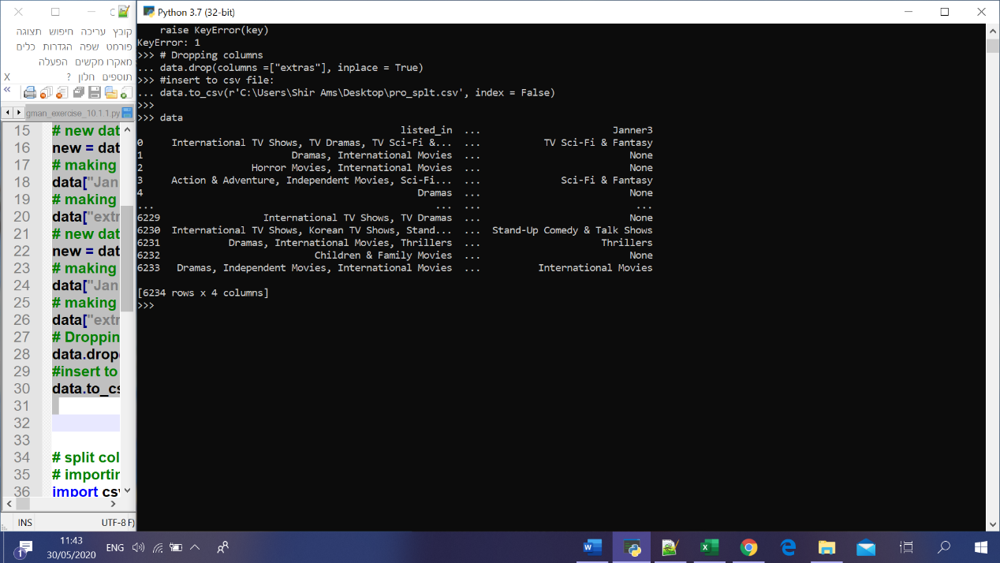 Python 3.7 (32-bit)
קובץ עריכה חיפוש תצוגה
פורמט שפה הגדרות כלים
מאקרו מקשים הפעלה
תוספים חלון ? X
gman_exercise_10.1 1.py
15 # new dat
16 new = dat
17 # making
18 data["Jan
19 # making
20 data["extr
21 # new dat
22 new = dat
23 # making
24 data["Jan
25 # making
26 data["extr
27 # Droppin
28 data.drop(
29 #insert to
30 data.to_cs
31
32
33
34 # split col
35 # importin
36 import csv
INS UTF-8 F)
raise KeyError(key)
KeyError: 1
>>> # Dropping columns
... data.drop(columns =["extras"], inplace = True)
>>> #insert to csv file:
... data.to_csv(r'C:\Users\Shir Ams\Desktop\pro_splt.csv', index = False)
>>>
>>> data
listed_in ... Janner3
0 International TV Shows, TV Dramas, TV Sci-Fi &... ... TV Sci-Fi & Fantasy
1 Dramas, International Movies ... None
2 Horror Movies, International Movies ... None
3 Action & Adventure, Independent Movies, Sci-Fi... ... Sci-Fi & Fantasy
4 Dramas ... None
... ... ... ...
6229 International TV Shows, TV Dramas ... None
6230 International TV Shows, Korean TV Shows, Stand... ... Stand-Up Comedy & Talk Shows
6231 Dramas, International Movies, Thrillers ... Thrillers
6232 Children & Family Movies ... None
6233 Dramas, Independent Movies, International Movies ... International Movies
[6234 rows x 4 columns]
>>>
1
11:43
30/05/2020
ENG